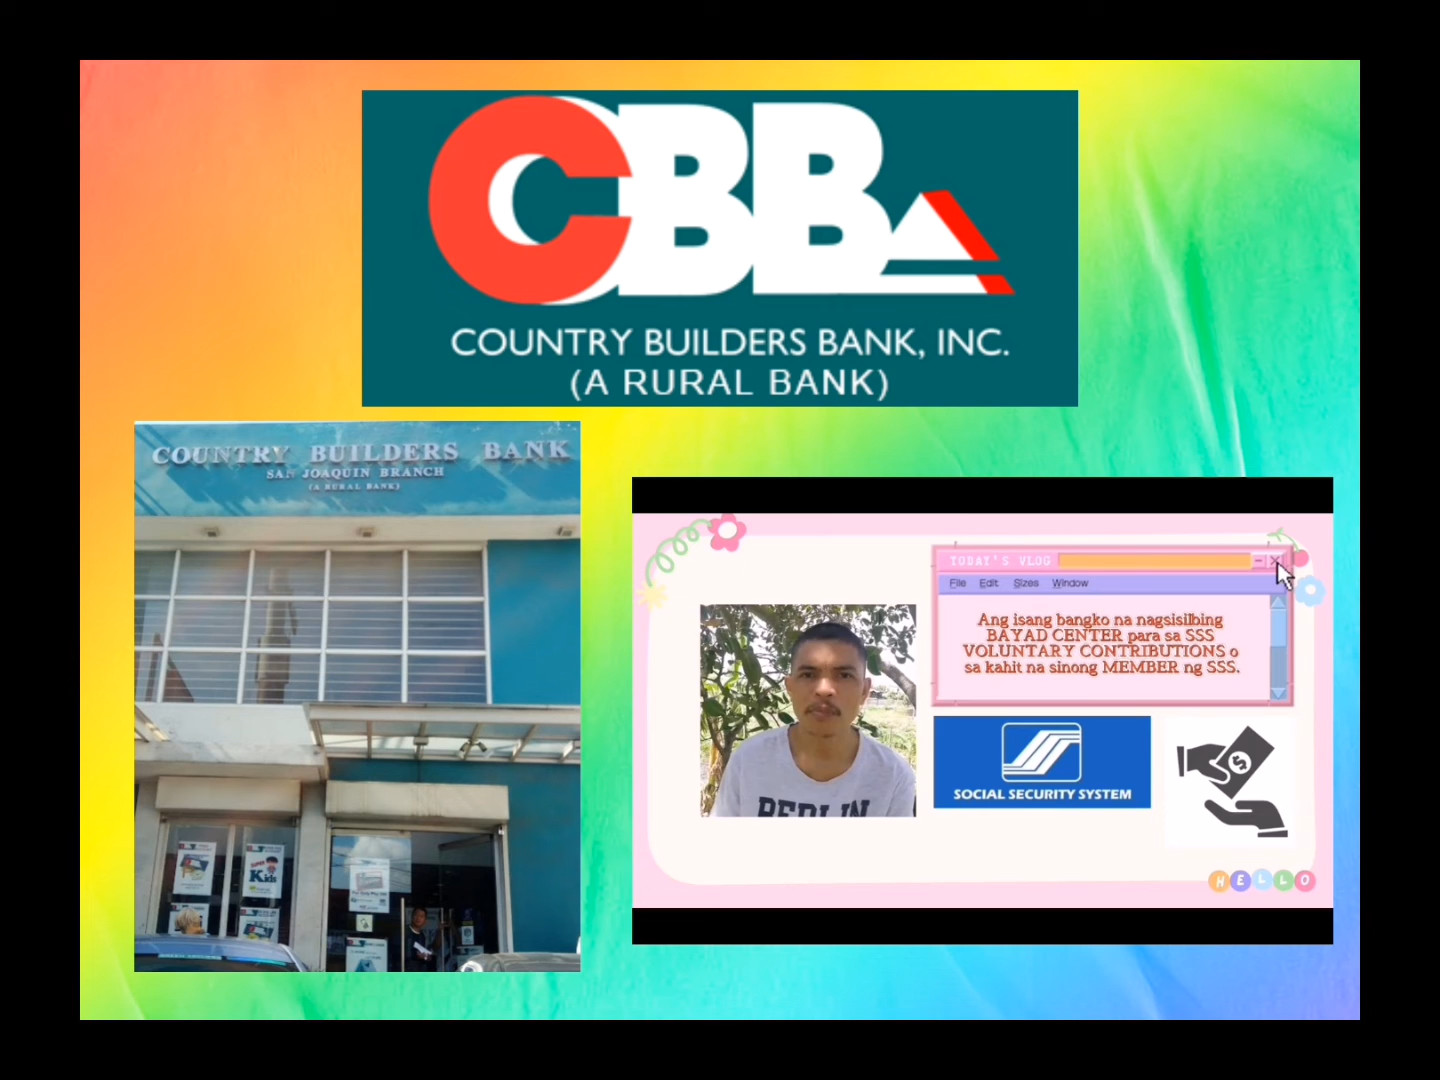 CBB
COUNTRY BUILDERS BANK, INC.
(A RURAL BANK)
COUNTRY BUILDERS BANK
SAN JOAQUIN BRANCH
(A RURAL BANK)
SUPER
Kids
TODAY'S VLOG
File Edit Sizes Window
Ang isang bangko na nagsisilbing
BAYAD CENTER para sa SSS
VOLUNTARY CONTRIBUTIONS o
sa kahit na sinong MEMBER ng SSS.
BERLIN
SOCIAL SECURITY SYSTEM
HELLO